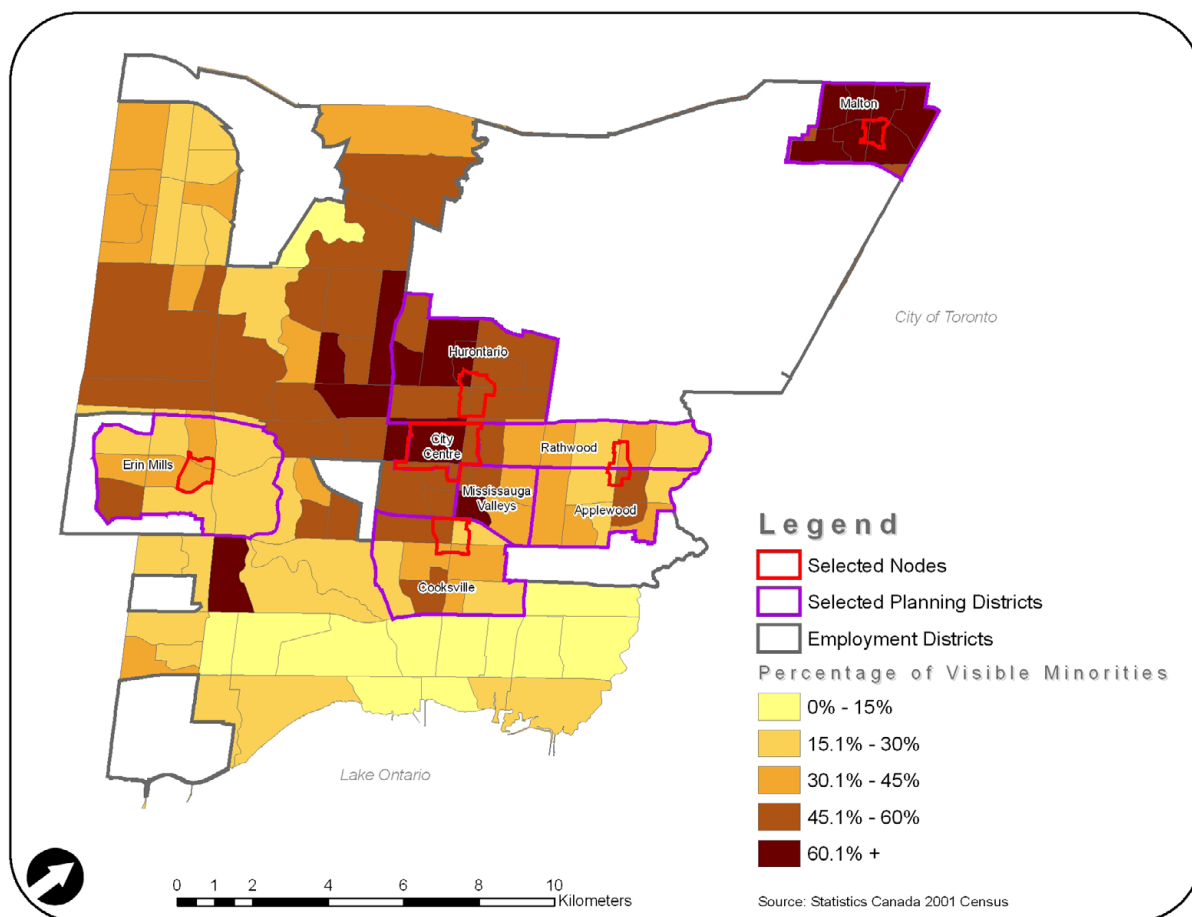 Malton
City of Toronto
Hurontario
City
Centre
Rathwood
Erin Mills
Mississauga
Valleys
Applewood
Cooksville
Lake Ontario
Legend
Selected Nodes
Selected Planning Districts
Employment Districts
Percentage of Visible Minorities
0% - 15%
15.1% - 30%
30.1% - 45%
45.1% - 60%
60.1% +
0 1 2 4 6 8 10
Kilometers
Source: Statistics Canada 2001 Census